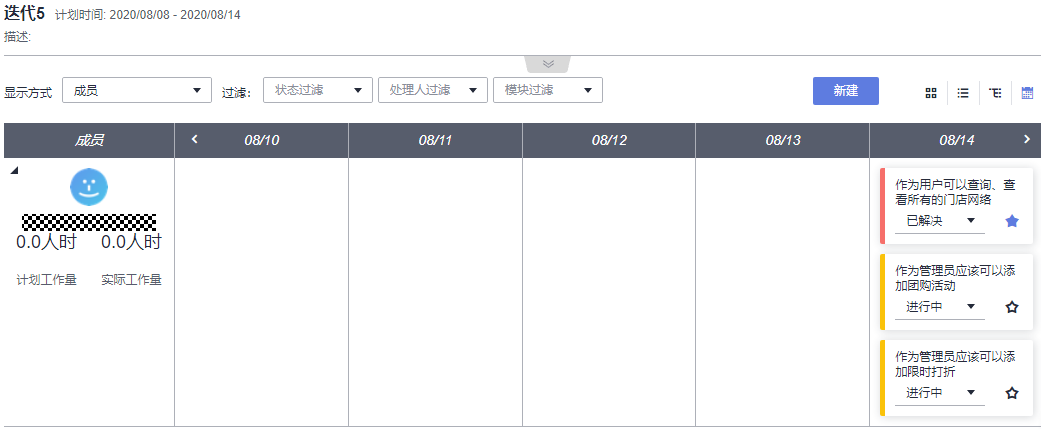 迭代5 计划时间: 2020/08/08 - 2020/08/14
描述:
显示方式 成员 过滤: 状态过滤 处理人过滤 模块过滤 新建
成员 08/10 08/11 08/12 08/13 08/14
作为用户可以查询、查
看所有的门店网络
已解决
0.0人时 0.0人时
计划工作量 实际工作量
作为管理员应该可以添
加团购活动
进行中
作为管理员应该可以添
加限时打折
进行中